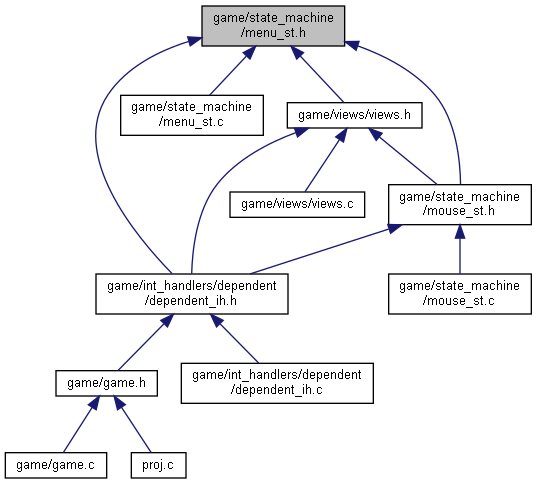 game/state_machine
/menu_st.h
game/state_machine
/menu_st.c
game/views/views.h
game/views/views.c
game/state_machine
/mouse_st.h
game/int_handlers/dependent
/dependent_ih.h
game/state_machine
/mouse_st.c
game/game.h
game/int_handlers/dependent
/dependent_ih.c
game/game.c
proj.c